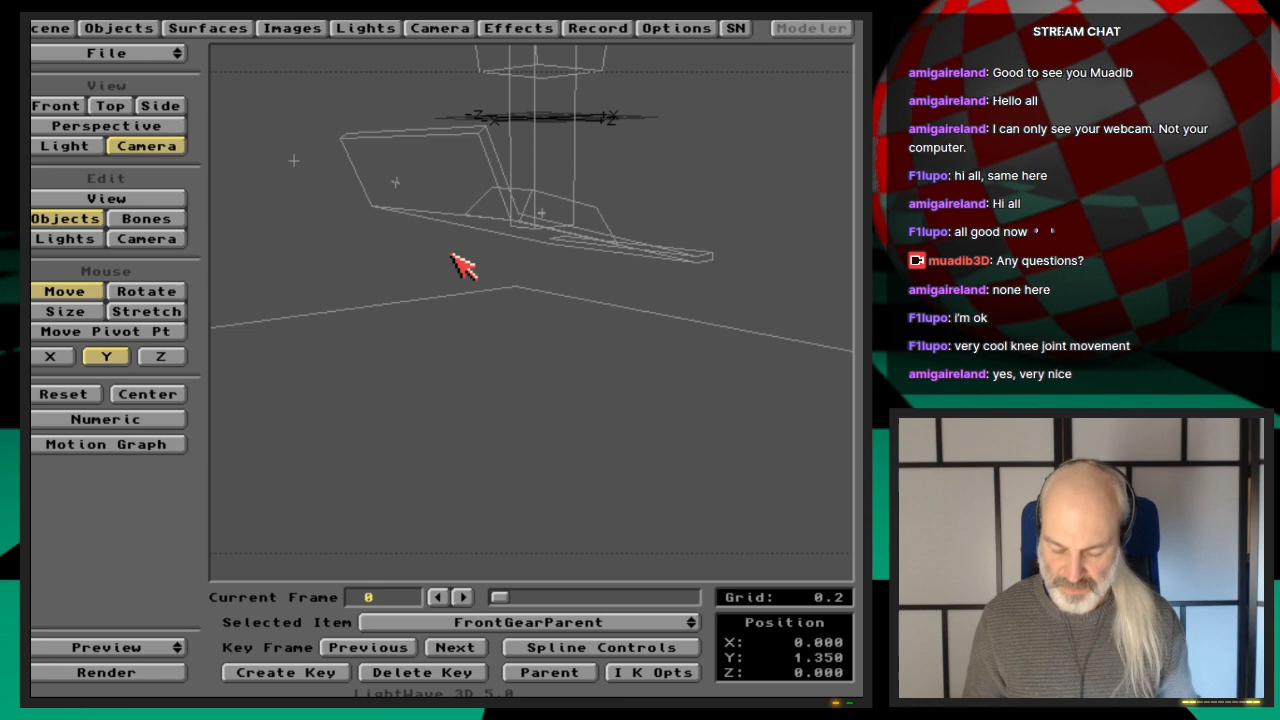 cene Objects Surfaces Images Lights Camera Effects Record Options SN Modeler
File
View
Front Top Side
Perspective
Light Camera
Edit
View
Objects Bones
Lights Camera
Mouse
Move Rotate
Size Stretch
Move Pivot Pt
X Y Z
Reset Center
Numeric
Motion Graph
Preview
Render
Current Frame 0
Selected Item FrontGearParent
Key Frame Previous Next Spline Controls
Create Key Delete Key Parent I K Opts
LightWave 3D 5.0
Grid: 0.2
Position
X: 0.000
Y: 1.350
Z: 0.000
STREAM CHAT
amigaireland: Good to see you Muadib
amigaireland: Hello all
amigaireland: I can only see your webcam. Not your
computer.
F1lupo: hi all, same here
amigaireland: Hi all
F1lupo: all good now
muadib3D: Any questions?
amigaireland: none here
F1lupo: i'm ok
F1lupo: very cool knee joint movement
amigaireland: yes, very nice